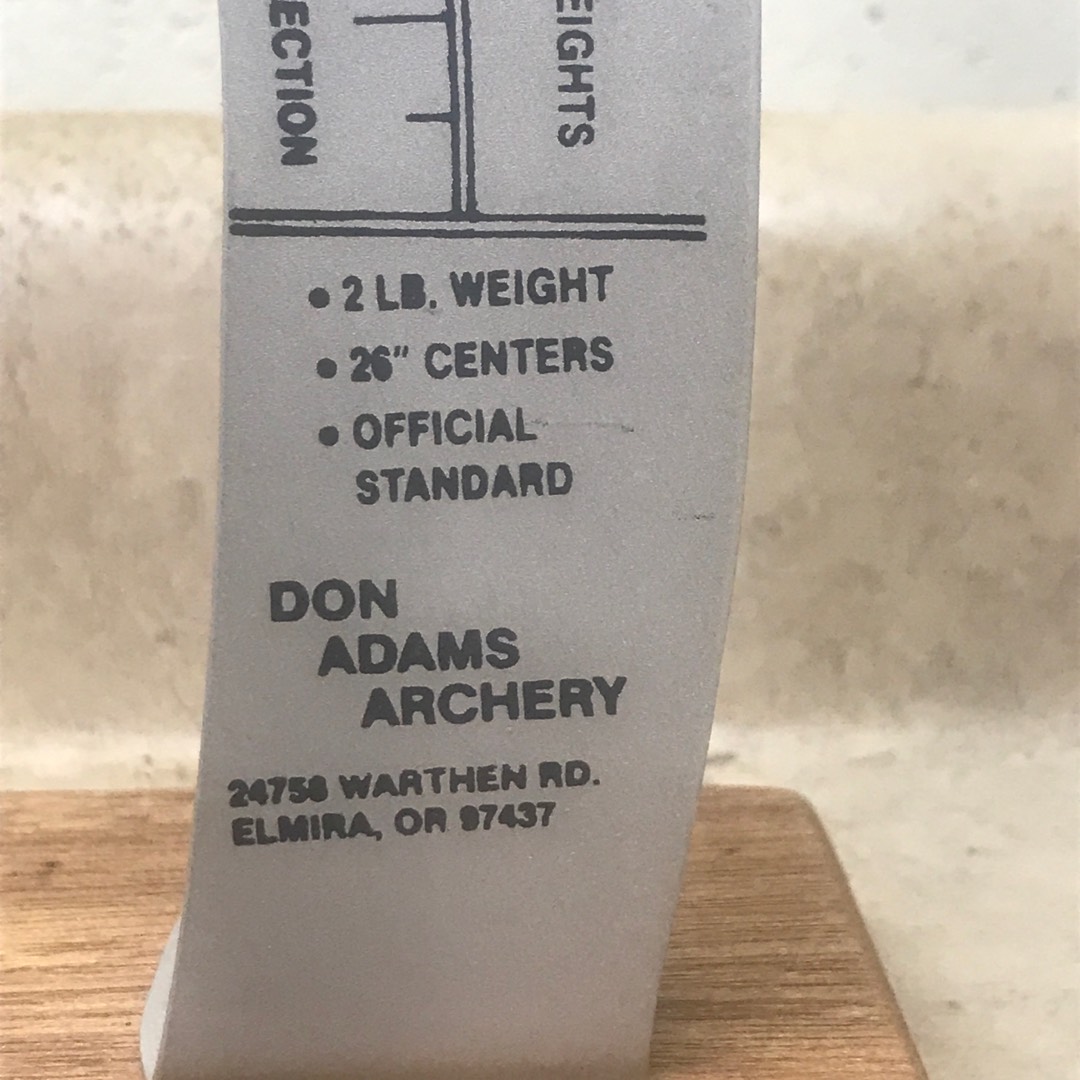 ECTION
EIGHTS
• 2 LB. WEIGHT
• 26" CENTERS
• OFFICIAL
STANDARD
DON
ADAMS
ARCHERY
24758 WARTHEN RD.
ELMIRA, OR 97437